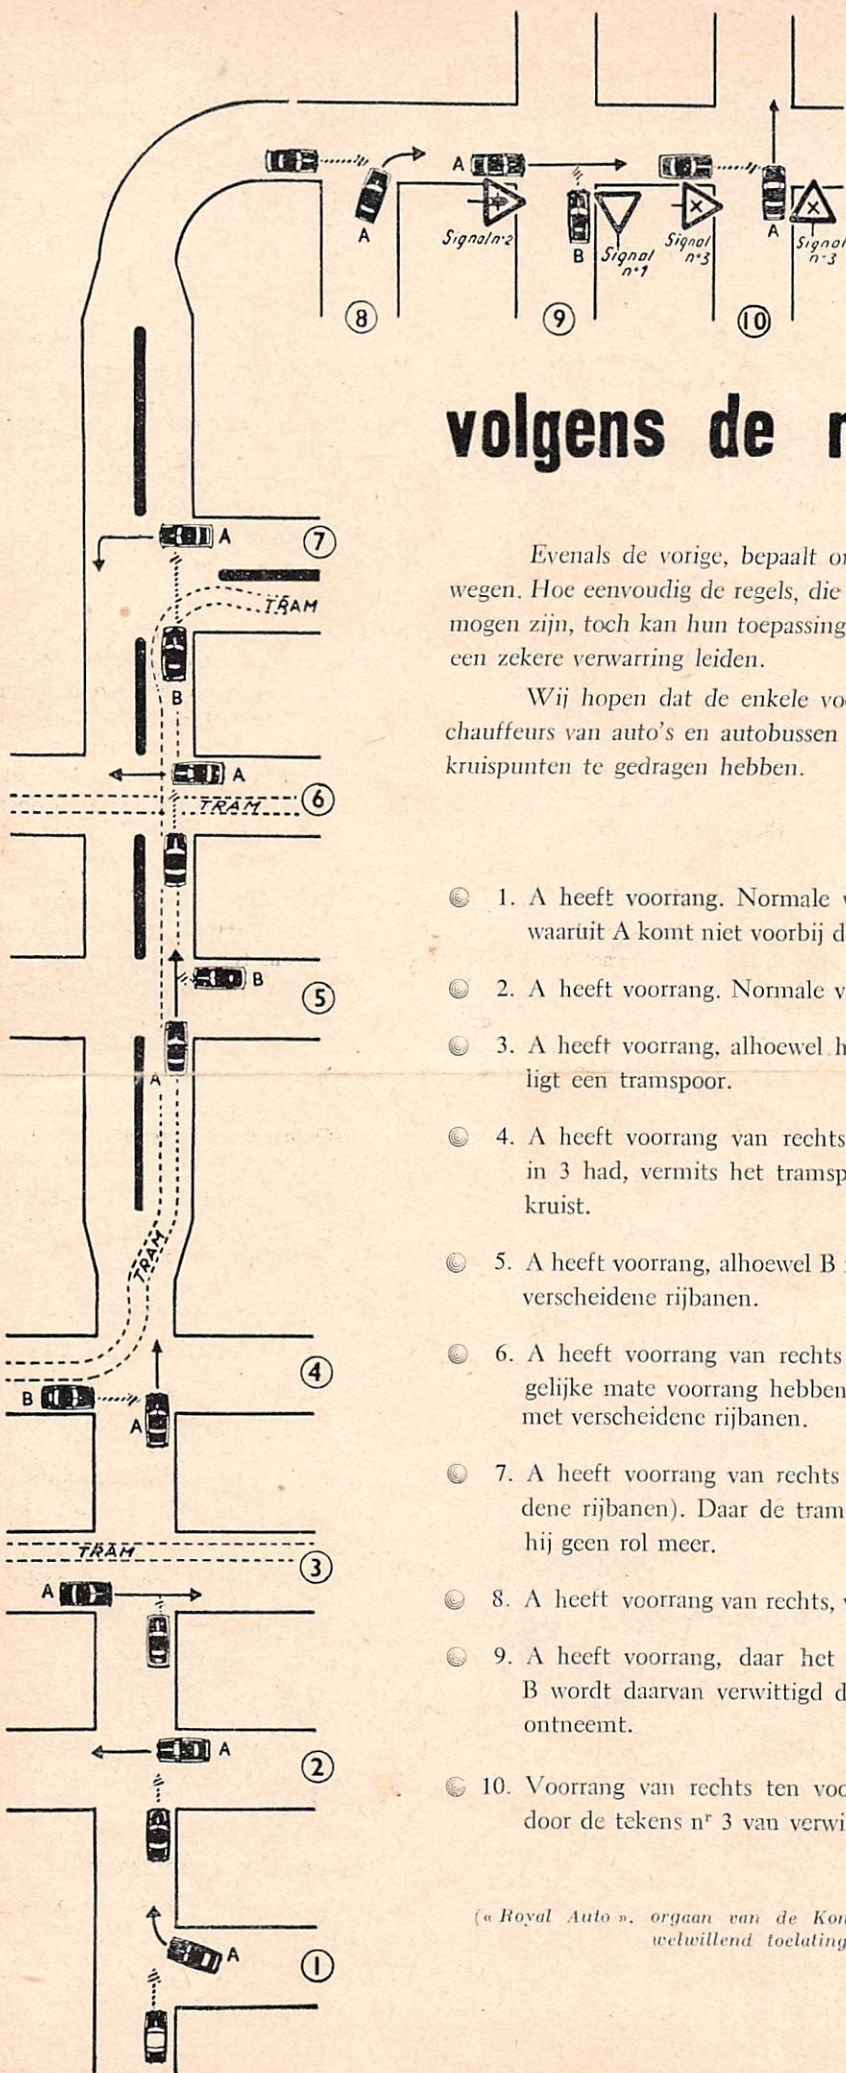 A
A
A
B
A
Signal n°2
Signal
n°1
Signal
n°3
Signal
n°3
8
9
10
volgens de
A
7
TRAM
B
A
TRAM
6
B
5
A
TRAM
4
B
A
TRAM
3
A
A
2
A
1
Evenals de vorige, bepaalt
wegen. Hoe eenvoudig de regels, die
mogen zijn, toch kan hun toepassing
een zekere verwarring leiden.
Wij hopen dat de enkele
chauffeurs van auto's en autobussen
kruispunten te gedragen hebben.
1. A heeft voorrang. Normale
waaruit A komt niet voorbij
2. A heeft voorrang. Normale
3. A heeft voorrang, alhoewel
ligt een tramspoor.
4. A heeft voorrang van rechts
in 3 had, vermits het
kruist.
5. A heeft voorrang, alhoewel B
verscheidene rijbanen.
6. A heeft voorrang van rechts
gelijke mate voorrang hebben
met verscheidene rijbanen.
7. A heeft voorrang van rechts
dene rijbanen). Daar de tram
hij geen rol meer.
8. A heeft voorrang van rechts,
9. A heeft voorrang, daar het
B wordt daarvan verwittigd
ontneemt.
10. Voorrang van rechts ten
door de tekens nr 3 van
(« Royal Auto », orgaan van de
welwillend toelating